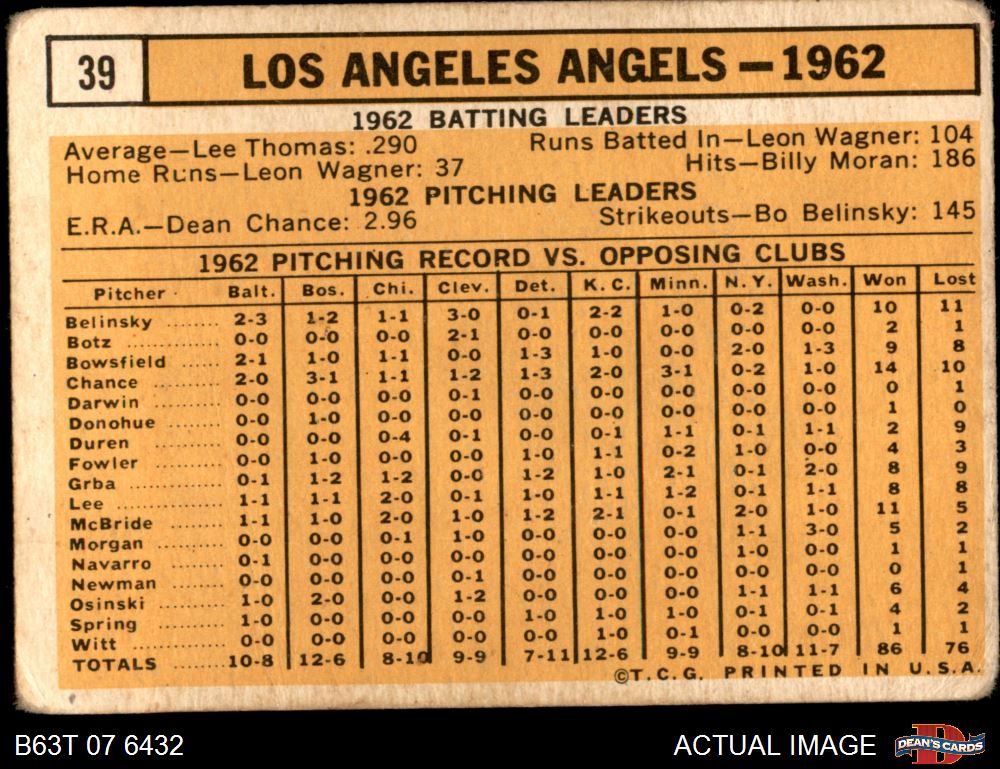 39 LOS ANGELES ANGELS — 1962
1962 BATTING LEADERS
Average—Lee Thomas: .290 Runs Batted In—Leon Wagner: 104
Home Runs—Leon Wagner: 37 Hits—Billy Moran: 186
1962 PITCHING LEADERS
E.R.A.—Dean Chance: 2.96 Strikeouts—Bo Belinsky: 145
1962 PITCHING RECORD VS. OPPOSING CLUBS
Pitcher Balt. Bos. Chi. Clev. Det. K. C. Minn. N. Y. Wash. Won Lost
Belinsky ........ 2-3 1-2 1-1 3-0 0-1 2-2 1-0 0-2 0-0 10 11
Botz ............. 0-0 0-0 0-0 2-1 0-0 0-0 0-0 0-0 0-0 2 1
Bowsfield ...... 2-1 1-0 1-1 0-0 1-3 1-0 0-0 2-0 1-3 9 8
Chance .......... 2-0 3-1 1-1 1-2 1-3 2-0 3-1 0-2 1-0 14 10
Darwin .......... 0-0 0-0 0-0 0-1 0-0 0-0 0-0 0-0 0-0 0 1
Donohue ........ 0-0 1-0 0-0 0-0 0-0 0-0 0-0 0-0 0-0 1 0
Duren ........... 0-0 0-0 0-4 0-1 0-0 0-1 1-1 0-1 1-1 2 9
Fowler .......... 0-0 1-0 0-0 0-0 1-0 1-1 0-2 1-0 0-0 4 3
Grba ............. 0-1 1-2 1-2 0-0 1-2 1-0 2-1 0-1 2-0 8 9
Lee .............. 1-1 1-1 2-0 0-1 1-0 1-1 1-2 0-1 1-1 8 8
McBride ........ 1-1 1-0 2-0 1-0 1-2 2-1 0-1 2-0 1-0 11 5
Morgan .......... 0-0 0-0 0-1 1-0 0-0 0-0 0-0 1-1 3-0 5 2
Navarro ......... 0-1 0-0 0-0 0-0 0-0 0-0 0-0 1-0 0-0 1 1
Newman ........ 0-0 0-0 0-0 0-1 0-0 0-0 0-0 0-0 0-0 0 1
Osinski .......... 1-0 2-0 0-0 1-2 0-0 0-0 0-0 1-1 1-1 6 4
Spring ........... 1-0 0-0 0-0 0-0 1-0 1-0 1-0 0-1 0-1 4 2
Witt .............. 0-0 0-0 0-0 0-0 0-0 1-0 0-1 0-0 0-0 1 1
TOTALS ....... 10-8 12-6 8-10 9-9 7-11 12-6 9-9 8-10 11-7 86 76
©T.C.G. PRINTED IN U.S.A.
B63T 07 6432 ACTUAL IMAGE D DEAN'S CARDS